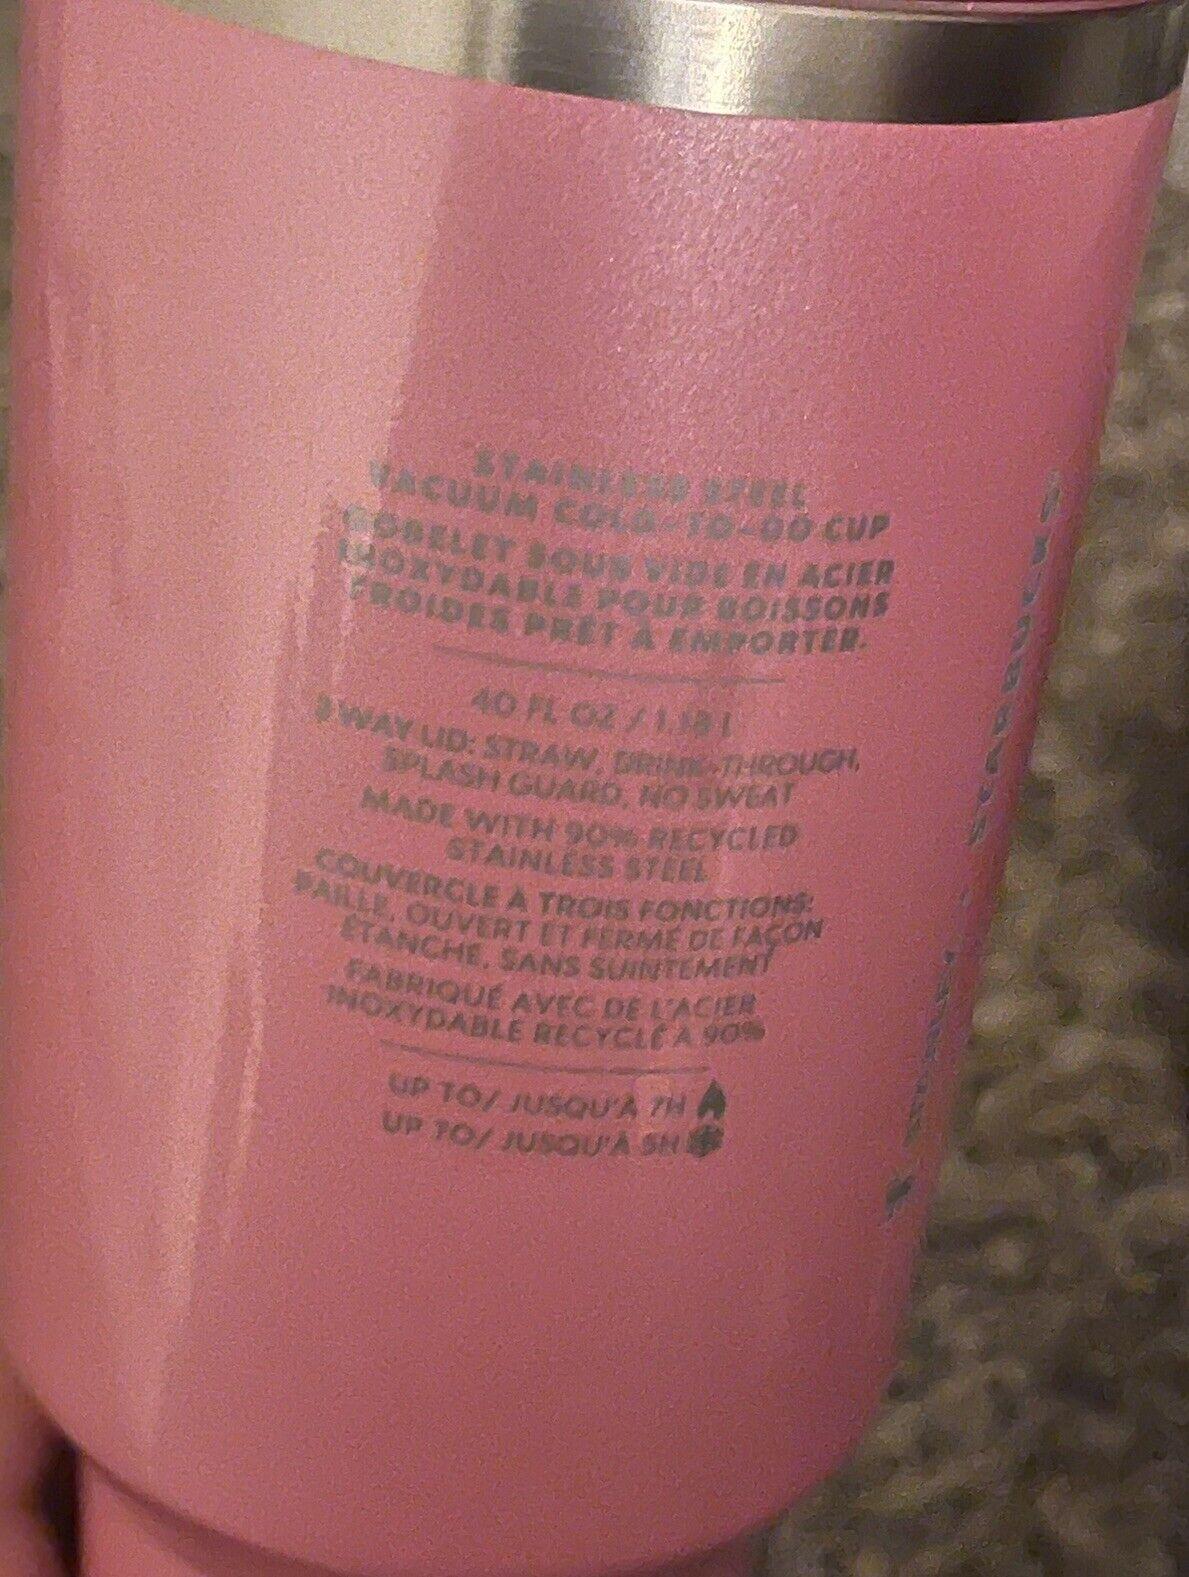 STAINLESS STEEL
VACUUM COLD-TO-GO CUP
GOBELET SOUS VIDE EN ACIER
INOXYDABLE POUR BOISSONS
FROIDES PRÊT À EMPORTER.
40 FL OZ / 1.18 L
3 WAY LID: STRAW, DRINK-THROUGH,
SPLASH GUARD, NO SWEAT
MADE WITH 90% RECYCLED
STAINLESS STEEL
COUVERCLE À TROIS FONCTIONS:
PAILLE, OUVERT ET FERMÉ DE FAÇON
ÉTANCHE, SANS SUINTEMENT
FABRIQUÉ AVEC DE L'ACIER
INOXYDABLE RECYCLÉ À 90%
UP TO/ JUSQU'À 7H
UP TO/ JUSQU'À 5H
STANLEY · STARBUCKS